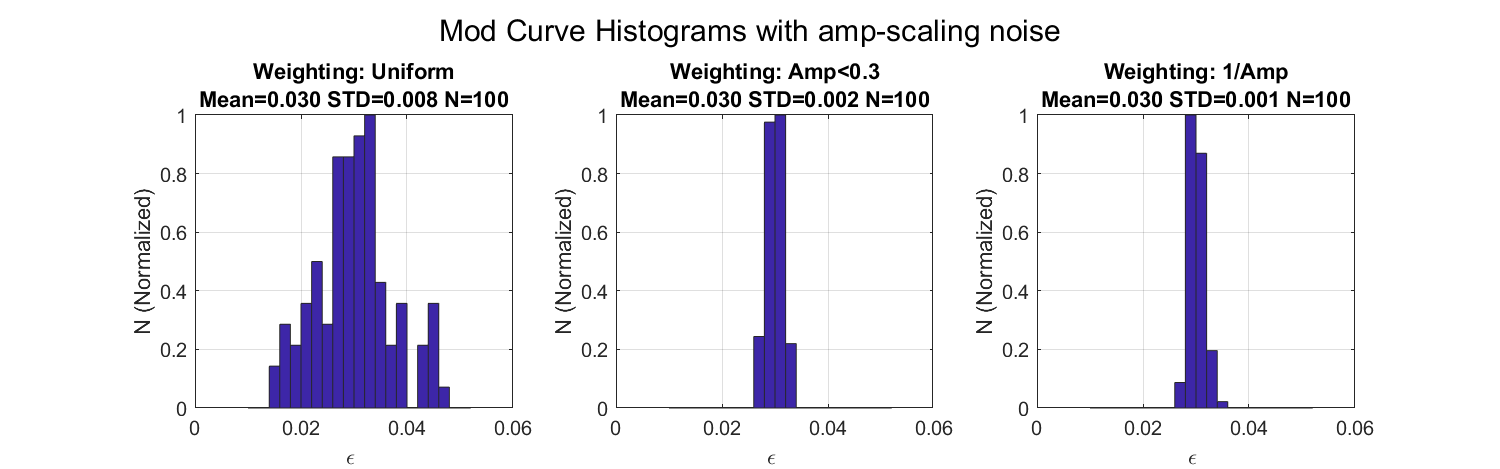 Mod Curve Histograms with amp-scaling noise
Weighting: Uniform
Mean=0.030 STD=0.008 N=100
N (Normalized)
1
0.8
0.6
0.4
0.2
0
0 0.02 0.04 0.06
ϵ
Weighting: Amp<0.3
Mean=0.030 STD=0.002 N=100
N (Normalized)
1
0.8
0.6
0.4
0.2
0
0 0.02 0.04 0.06
ϵ
Weighting: 1/Amp
Mean=0.030 STD=0.001 N=100
N (Normalized)
1
0.8
0.6
0.4
0.2
0
0 0.02 0.04 0.06
ϵ